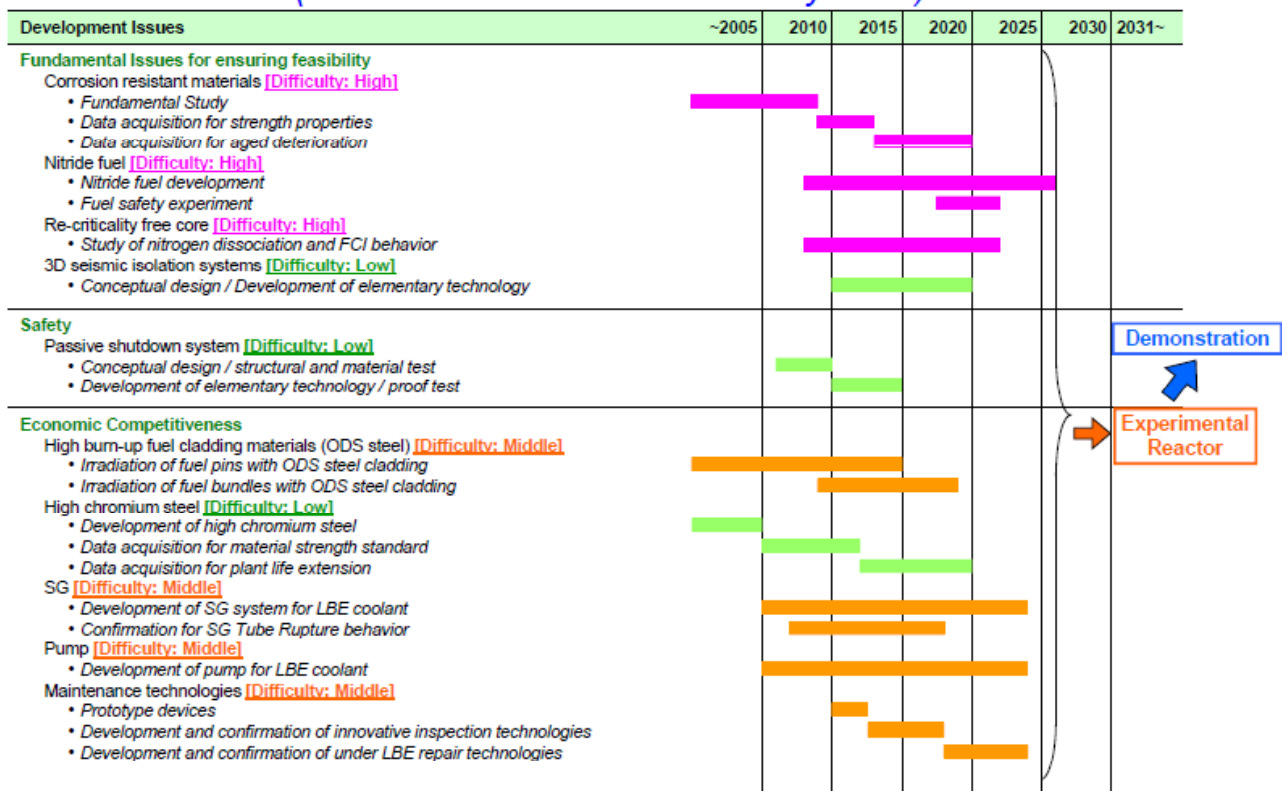 Development Issues ~2005 2010 2015 2020 2025 2030 2031~
Fundamental Issues for ensuring feasibility
Corrosion resistant materials [Difficulty: High]
• Fundamental Study
• Data acquisition for strength properties
• Data acquisition for aged deterioration
Nitride fuel [Difficulty: High]
• Nitride fuel development
• Fuel safety experiment
Re-criticality free core [Difficulty: High]
• Study of nitrogen dissociation and FCI behavior
3D seismic isolation systems [Difficulty: Low]
• Conceptual design / Development of elementary technology
Safety
Passive shutdown system [Difficulty: Low]
• Conceptual design / structural and material test
• Development of elementary technology / proof test
Demonstration
Economic Competitiveness
High burn-up fuel cladding materials (ODS steel) [Difficulty: Middle]
• Irradiation of fuel pins with ODS steel cladding
• Irradiation of fuel bundles with ODS steel cladding
High chromium steel [Difficulty: Low]
• Development of high chromium steel
• Data acquisition for material strength standard
• Data acquisition for plant life extension
SG [Difficulty: Middle]
• Development of SG system for LBE coolant
• Confirmation for SG Tube Rupture behavior
Pump [Difficulty: Middle]
• Development of pump for LBE coolant
Maintenance technologies [Difficulty: Middle]
• Prototype devices
• Development and confirmation of innovative inspection technologies
• Development and confirmation of under LBE repair technologies
Experimental
Reactor